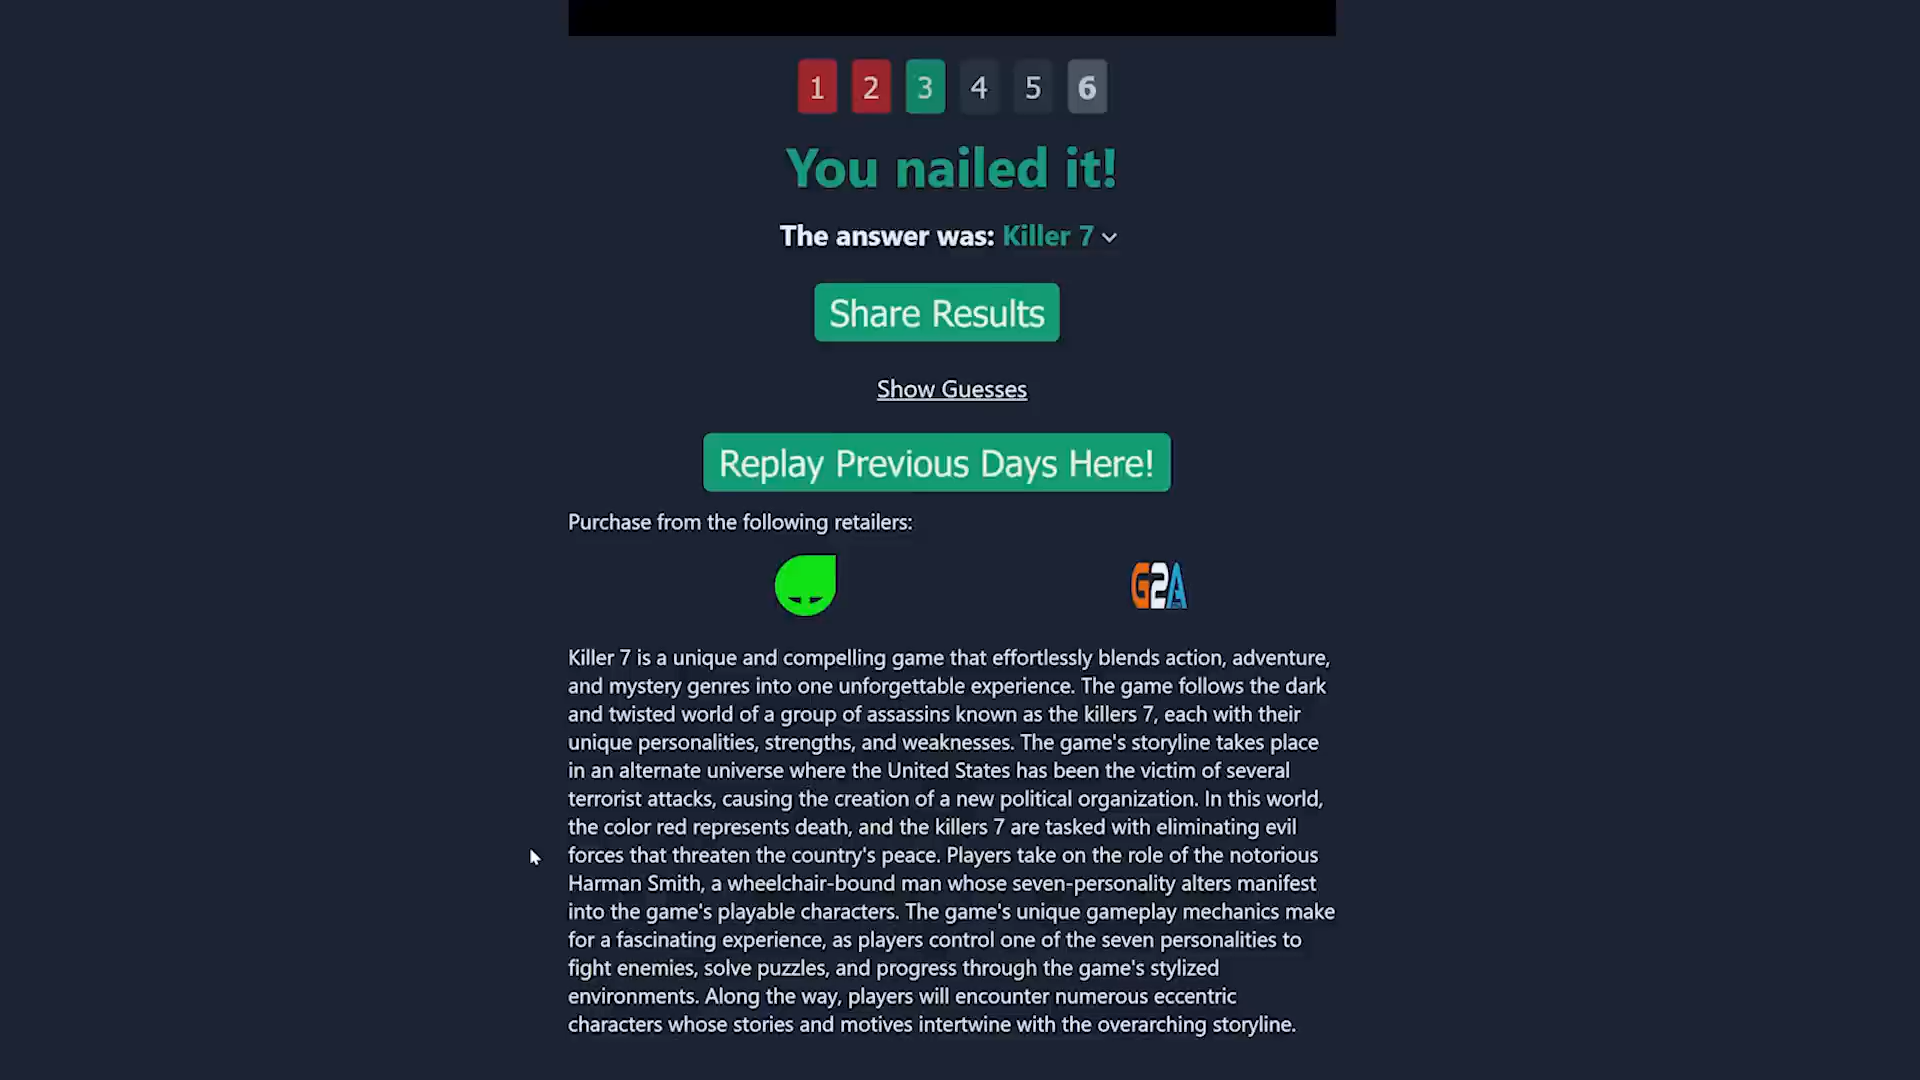 1 2 3 4 5 6
You nailed it!
The answer was: Killer 7
Share Results
Show Guesses
Replay Previous Days Here!
Purchase from the following retailers:
G2A
Killer 7 is a unique and compelling game that effortlessly blends action, adventure,
and mystery genres into one unforgettable experience. The game follows the dark
and twisted world of a group of assassins known as the killers 7, each with their
unique personalities, strengths, and weaknesses. The game's storyline takes place
in an alternate universe where the United States has been the victim of several
terrorist attacks, causing the creation of a new political organization. In this world,
the color red represents death, and the killers 7 are tasked with eliminating evil
forces that threaten the country's peace. Players take on the role of the notorious
Harman Smith, a wheelchair-bound man whose seven-personality alters manifest
into the game's playable characters. The game's unique gameplay mechanics make
for a fascinating experience, as players control one of the seven personalities to
fight enemies, solve puzzles, and progress through the game's stylized
environments. Along the way, players will encounter numerous eccentric
characters whose stories and motives intertwine with the overarching storyline.